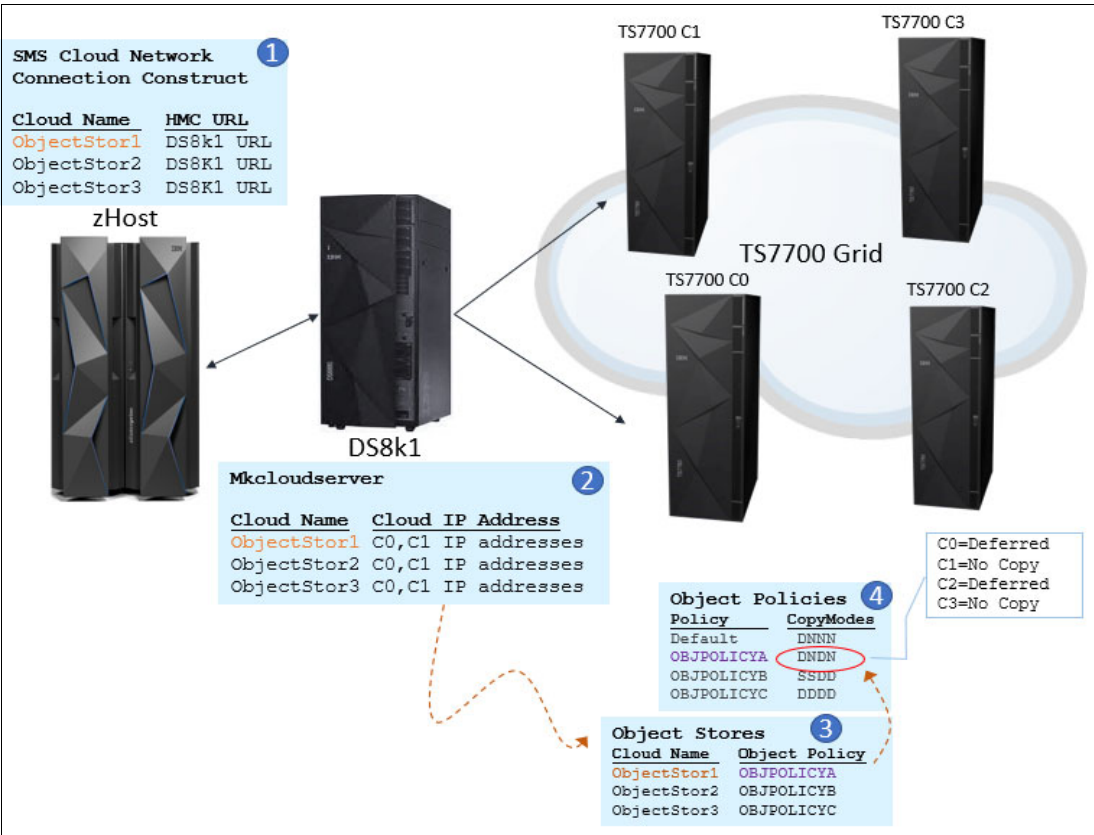 SMS Cloud Network
Connection Construct
1
Cloud Name HMC URL
ObjectStor1 DS8k1 URL
ObjectStor2 DS8K1 URL
ObjectStor3 DS8K1 URL
zHost
DS8k1
TS7700 C1
TS7700 C3
TS7700 Grid
TS7700 C0
TS7700 C2
Mkcloudserver
2
Cloud Name Cloud IP Address
ObjectStor1 C0,C1 IP addresses
ObjectStor2 C0,C1 IP addresses
ObjectStor3 C0,C1 IP addresses
C0=Deferred
C1=No Copy
C2=Deferred
C3=No Copy
Object Policies
4
Policy CopyModes
Default DNNN
OBJPOLICYA DNDN
OBJPOLICYB SSDD
OBJPOLICYC DDDD
Object Stores
3
Cloud Name Object Policy
ObjectStor1 OBJPOLICYA
ObjectStor2 OBJPOLICYB
ObjectStor3 OBJPOLICYC